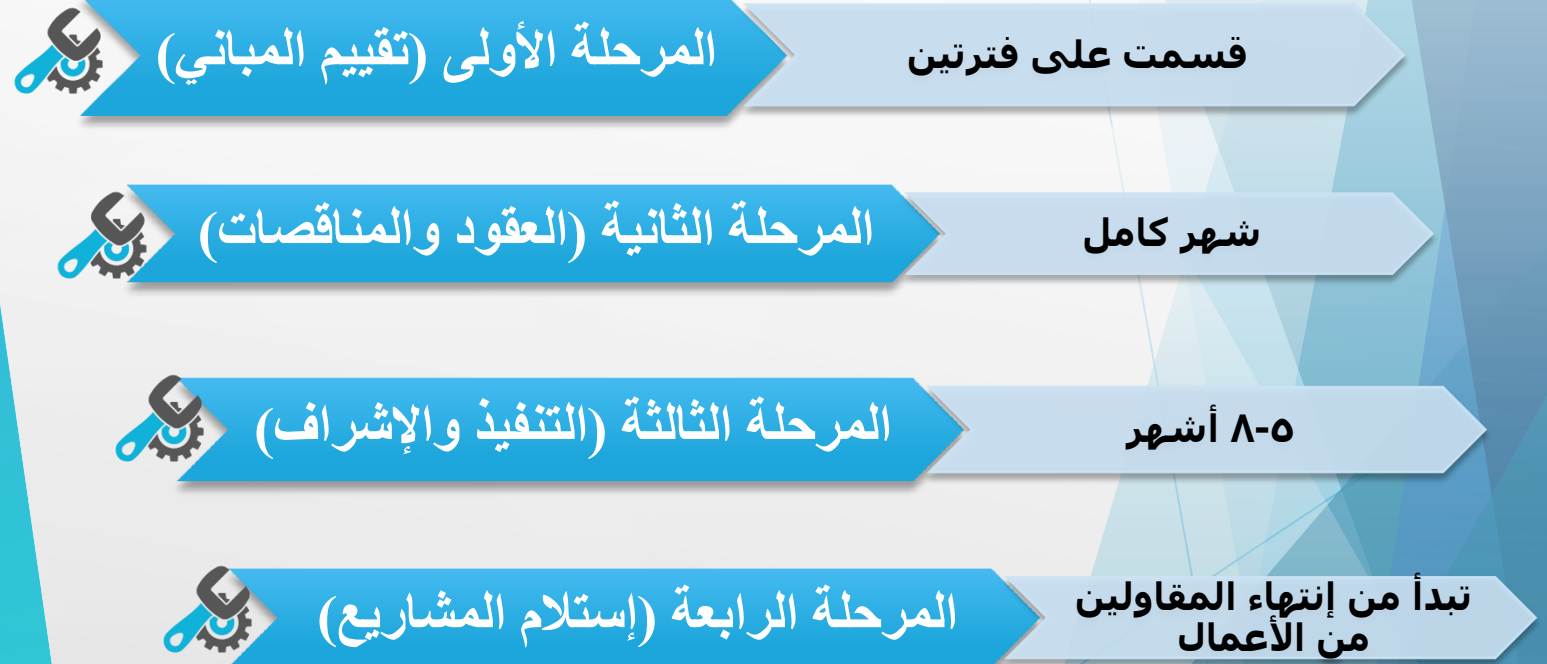 المرحلة الأولى (تقييم المباني)
قسمت على فترتين
المرحلة الثانية (العقود والمناقصات)
شهر كامل
المرحلة الثالثة (التنفيذ والإشراف)
٥-٨ أشهر
المرحلة الرابعة (إستلام المشاريع)
تبدأ من إنتهاء المقاولين
من الأعمال